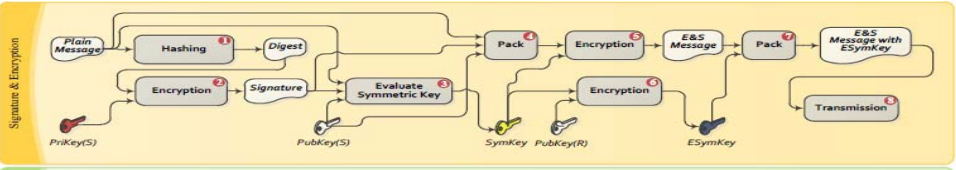 Signature & Encryption
Plain
Message
Hashing
1
Digest
Encryption
2
Signature
Evaluate
Symmetric Key
3
Pack
4
Encryption
5
E&S
Message
Encryption
6
Pack
7
E&S
Message with
ESymKey
Transmission
8
PriKey(S)
PubKey(S)
SymKey
PubKey(R)
ESymKey